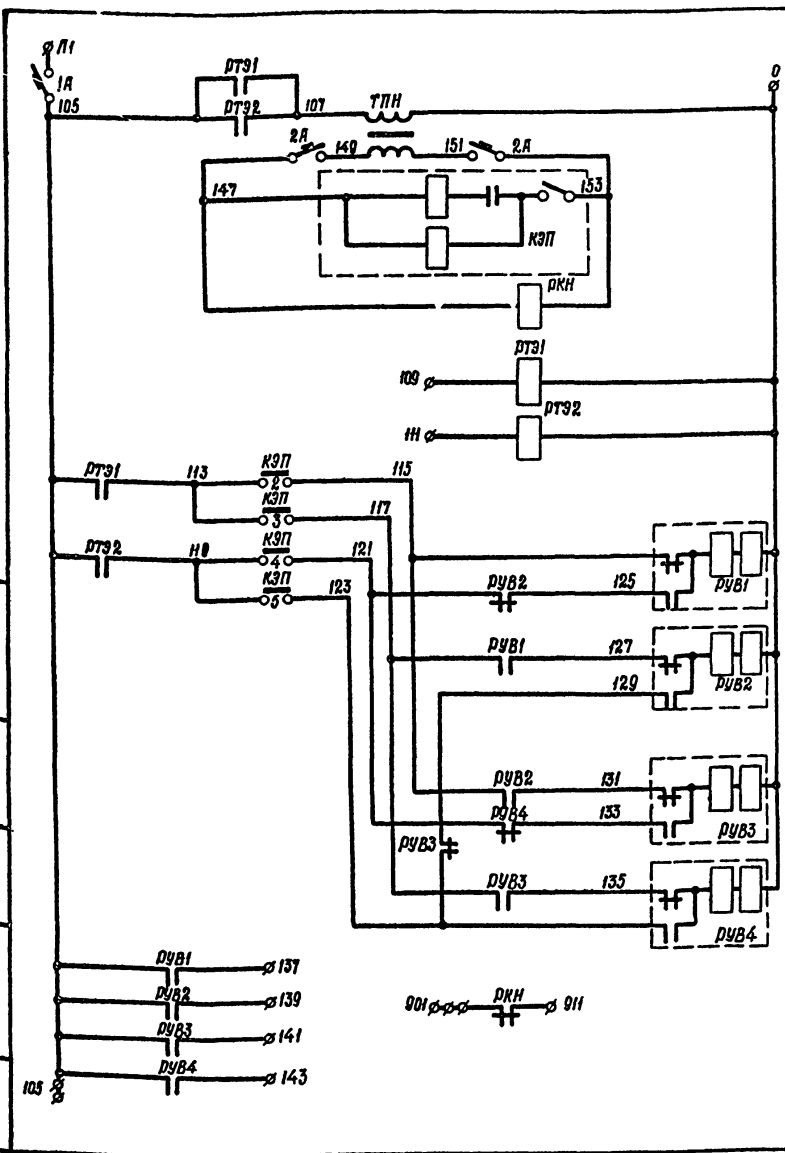 Л1
0
1А
РТЭ1
105
РТЭ2
107
ТПН
2А
149
151
2А
147
153
КЭП
РКН
РТЭ1
109
РТЭ2
111
РТЭ1
113
КЭП
2
115
КЭП
3
117
РТЭ2
119
КЭП
4
121
КЭП
5
123
РУВ2
125
РУВ1
РУВ1
127
129
РУВ2
РУВ2
131
РУВ4
133
РУВ3
РУВ3
РУВ3
135
РУВ4
РУВ1
137
РУВ2
139
РУВ3
141
РУВ4
143
105
901
РКН
911